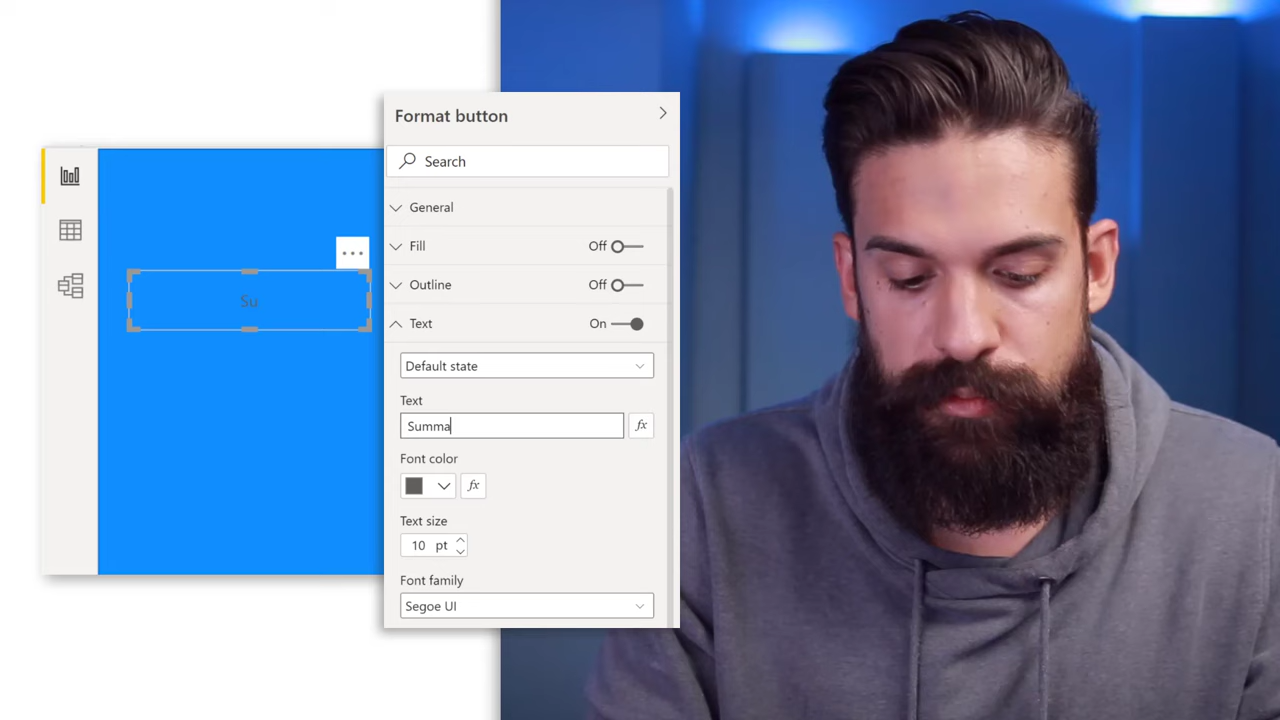 Format button
Search
General
Fill Off
Outline Off
Text On
Default state
Text
Summa fx
Font color
fx
Text size
10 pt
Font family
Segoe UI
Su